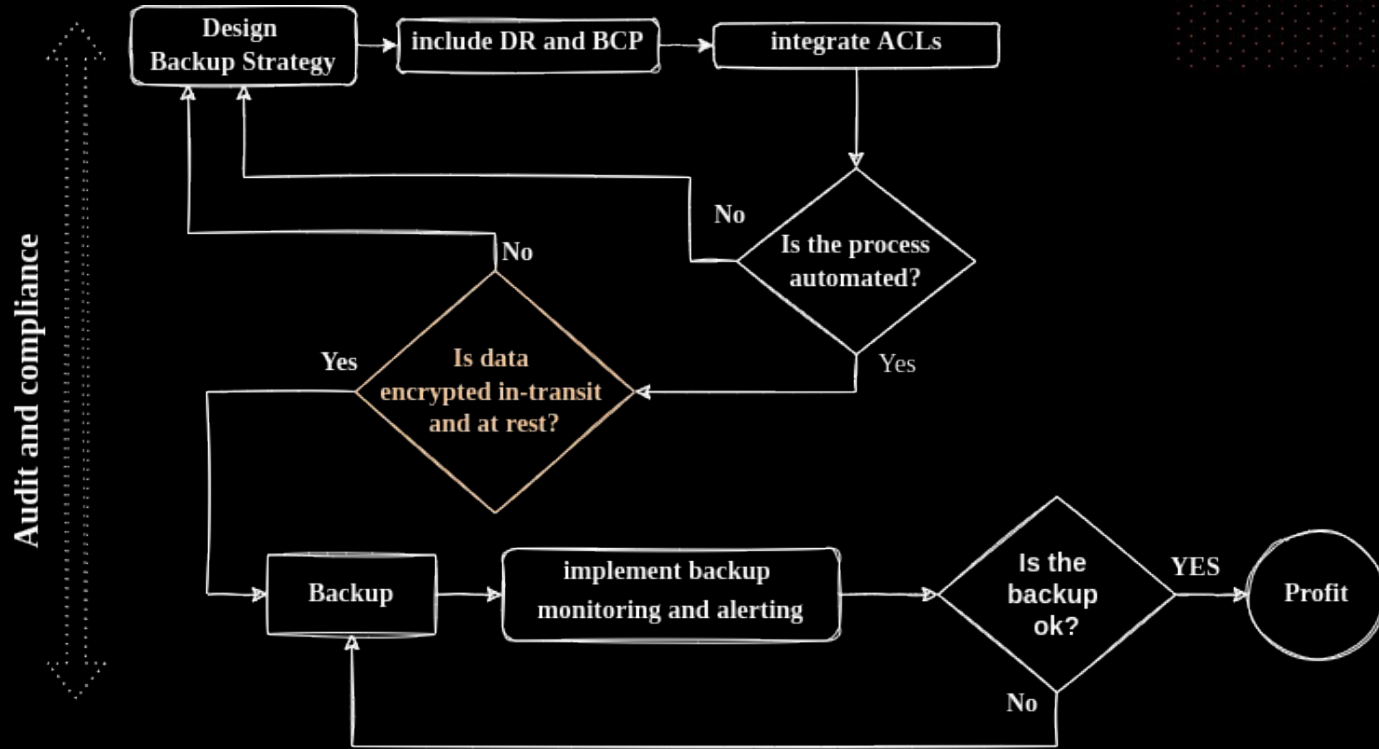 Design
Backup Strategy
include DR and BCP
integrate ACLs
No
Is the process
automated?
Yes
No
Yes
Is data
encrypted in-transit
and at rest?
Audit and compliance
Backup
implement backup
monitoring and alerting
Is the
backup
ok?
YES
Profit
No